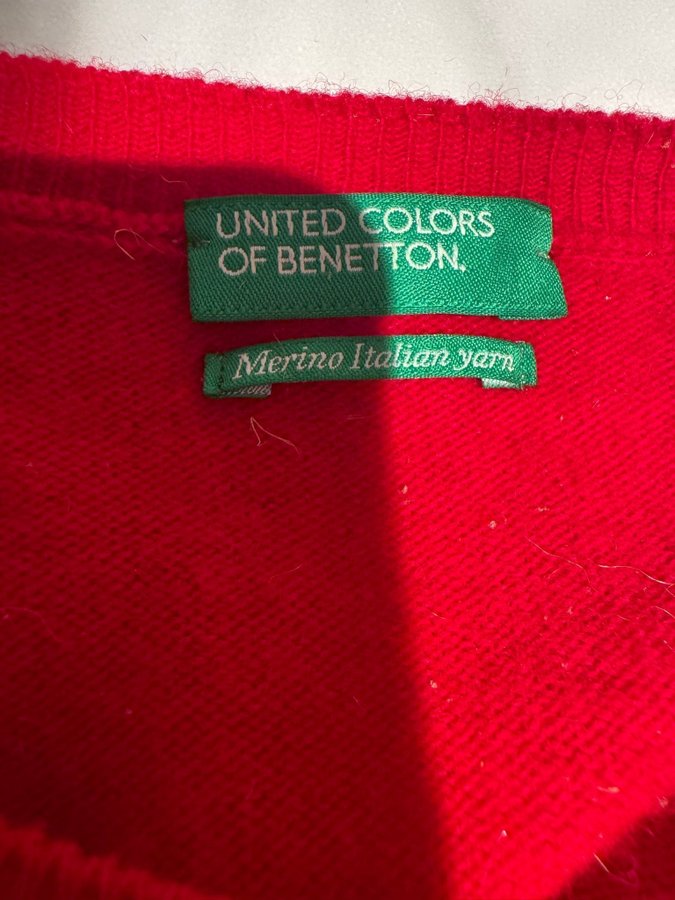 UNITED COLORS
OF BENETTON.
Merino Italian yarn